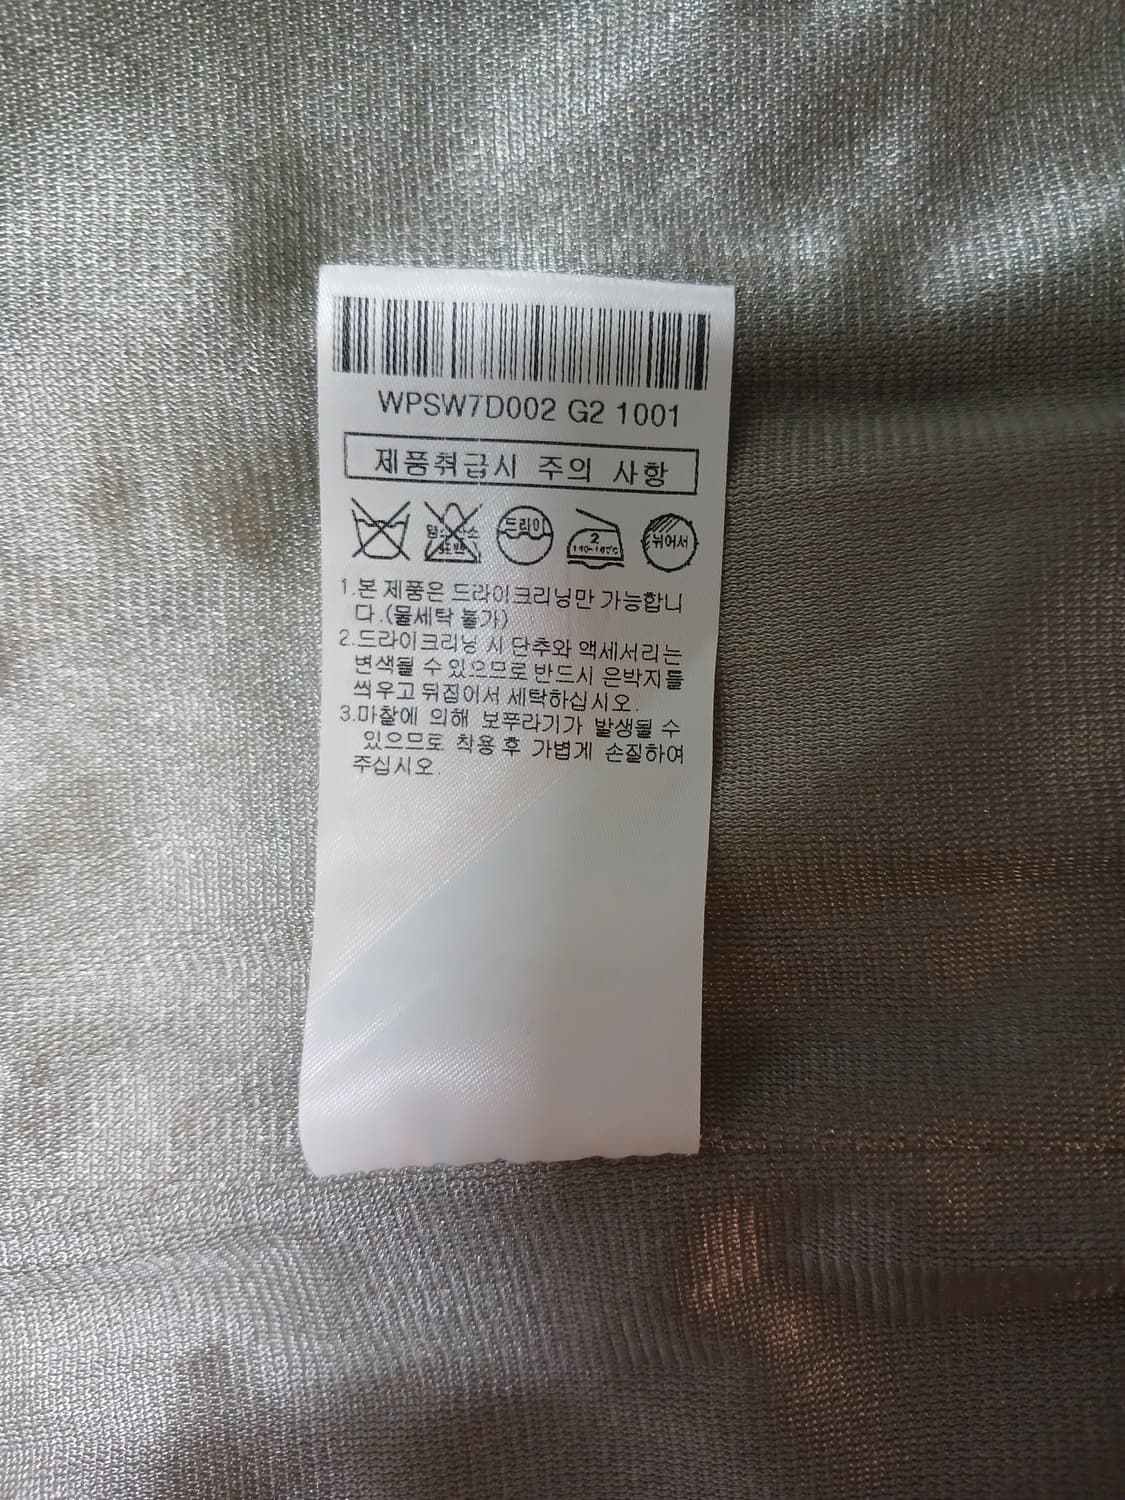 WPSW7D002 G2 1001
제품취급시 주의 사항
드라이
2
140~160℃
뉘어서
1.본 제품은 드라이크리닝만 가능합니
다.(물세탁 불가)
2.드라이크리닝 시 단추와 액세서리는
변색될 수 있으므로 반드시 은박지를
씌우고 뒤집어서 세탁하십시오.
3.마찰에 의해 보푸라기가 발생될 수
있으므로 착용 후 가볍게 손질하여
주십시오.